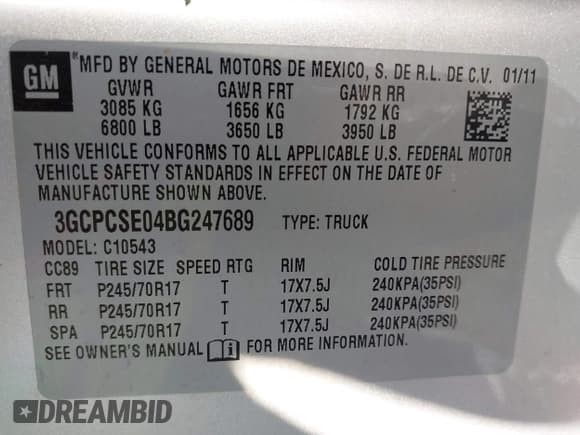 GM MFD BY GENERAL MOTORS DE MEXICO, S. DE R.L. DE C.V. 01/11
GVWR GAWR FRT GAWR RR
3085 KG 1656 KG 1792 KG
6800 LB 3650 LB 3950 LB
THIS VEHICLE CONFORMS TO ALL APPLICABLE U.S. FEDERAL MOTOR
VEHICLE SAFETY STANDARDS IN EFFECT ON THE DATE OF
MANUFACTURE SHOWN ABOVE.
3GCPCSE04BG247689 TYPE: TRUCK
MODEL: C10543
CC89 TIRE SIZE SPEED RTG RIM COLD TIRE PRESSURE
FRT P245/70R17 T 17X7.5J 240KPA(35PSI)
RR P245/70R17 T 17X7.5J 240KPA(35PSI)
SPA P245/70R17 T 17X7.5J 240KPA(35PSI)
SEE OWNER'S MANUAL i FOR MORE INFORMATION.
DREAMBID